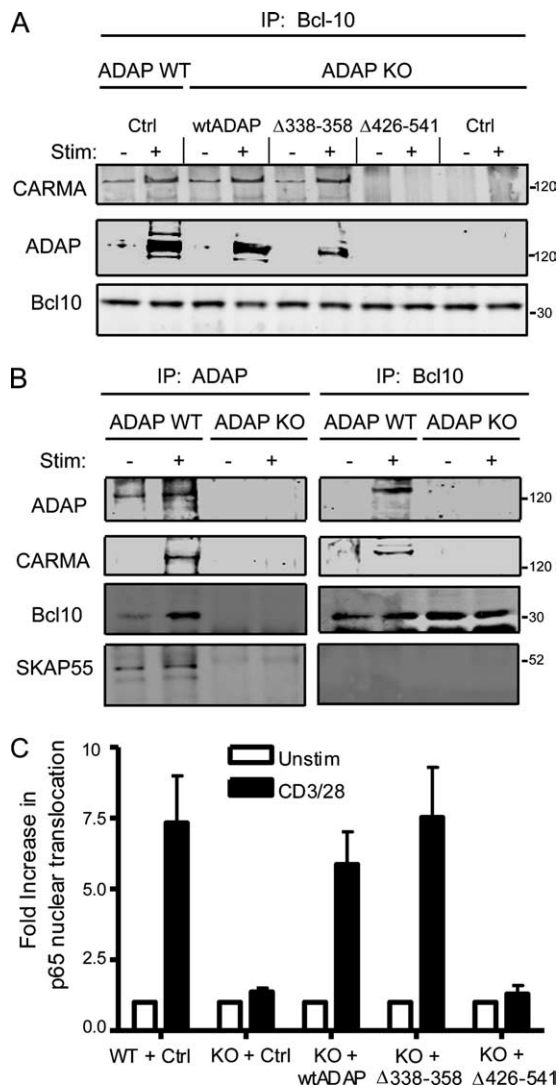 A
IP: Bcl-10
ADAP WT ADAP KO
Ctrl wtADAP Δ338-358 Δ426-541 Ctrl
Stim: - + - + - + - + - +
CARMA -120
ADAP -120
Bcl10 -30
B
IP: ADAP IP: Bcl10
ADAP WT ADAP KO ADAP WT ADAP KO
Stim: - + - + - + - +
ADAP -120
CARMA -120
Bcl10 -30
SKAP55 -52
C
Fold Increase in
p65 nuclear translocation
10
7.5
5.0
2.5
0.0
Unstim
CD3/28
WT + Ctrl KO + Ctrl KO + wtADAP KO + Δ338-358 KO + Δ426-541